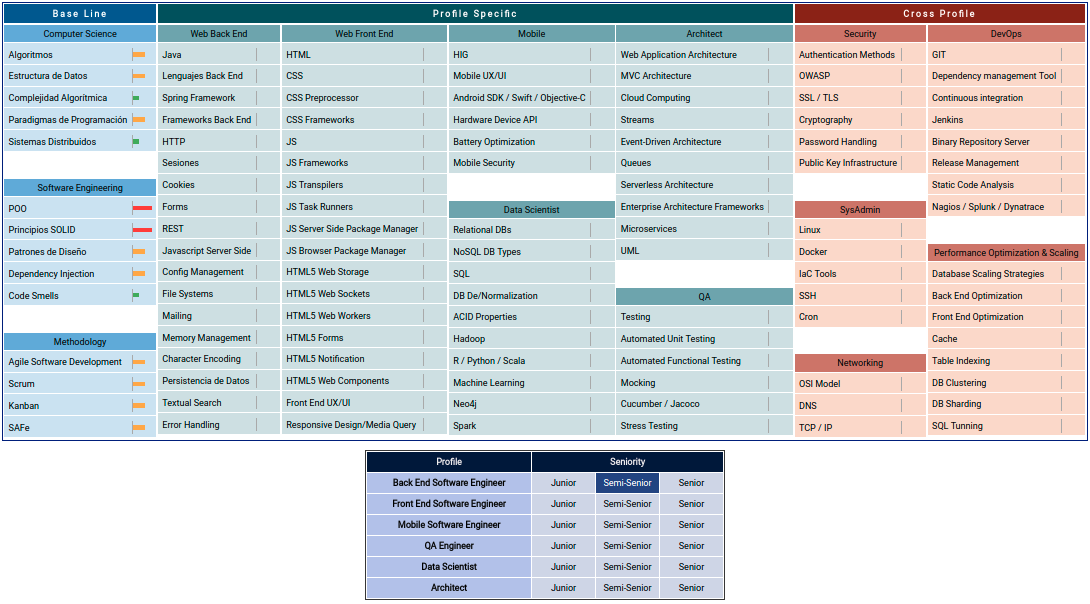 Base Line
Profile Specific
Cross Profile
Computer Science
Algoritmos
Estructura de Datos
Complejidad Algorítmica
Paradigmas de Programación
Sistemas Distribuidos
Software Engineering
POO
Principios SOLID
Patrones de Diseño
Dependency Injection
Code Smells
Methodology
Agile Software Development
Scrum
Kanban
SAFe
Web Back End
Java
Lenguajes Back End
Spring Framework
Frameworks Back End
HTTP
Sesiones
Cookies
Forms
REST
Javascript Server Side
Config Management
File Systems
Mailing
Memory Management
Character Encoding
Persistencia de Datos
Textual Search
Error Handling
Web Front End
HTML
CSS
CSS Preprocessor
CSS Frameworks
JS
JS Frameworks
JS Transpilers
JS Task Runners
JS Server Side Package Manager
JS Browser Package Manager
HTML5 Web Storage
HTML5 Web Sockets
HTML5 Web Workers
HTML5 Forms
HTML5 Notification
HTML5 Web Components
Front End UX/UI
Responsive Design/Media Query
Mobile
HIG
Mobile UX/UI
Android SDK / Swift / Objective-C
Hardware Device API
Battery Optimization
Mobile Security
Data Scientist
Relational DBs
NoSQL DB Types
SQL
DB De/Normalization
ACID Properties
Hadoop
R / Python / Scala
Machine Learning
Neo4j
Spark
Architect
Web Application Architecture
MVC Architecture
Cloud Computing
Streams
Event-Driven Architecture
Queues
Serverless Architecture
Enterprise Architecture Frameworks
Microservices
UML
QA
Testing
Automated Unit Testing
Automated Functional Testing
Mocking
Cucumber / Jacoco
Stress Testing
Security
Authentication Methods
OWASP
SSL / TLS
Cryptography
Password Handling
Public Key Infrastructure
SysAdmin
Linux
Docker
IaC Tools
SSH
Cron
Networking
OSI Model
DNS
TCP / IP
DevOps
GIT
Dependency management Tool
Continuous integration
Jenkins
Binary Repository Server
Release Management
Static Code Analysis
Nagios / Splunk / Dynatrace
Performance Optimization & Scaling
Database Scaling Strategies
Back End Optimization
Front End Optimization
Cache
Table Indexing
DB Clustering
DB Sharding
SQL Tunning
Profile Seniority
Back End Software Engineer Junior Semi-Senior Senior
Front End Software Engineer Junior Semi-Senior Senior
Mobile Software Engineer Junior Semi-Senior Senior
QA Engineer Junior Semi-Senior Senior
Data Scientist Junior Semi-Senior Senior
Architect Junior Semi-Senior Senior